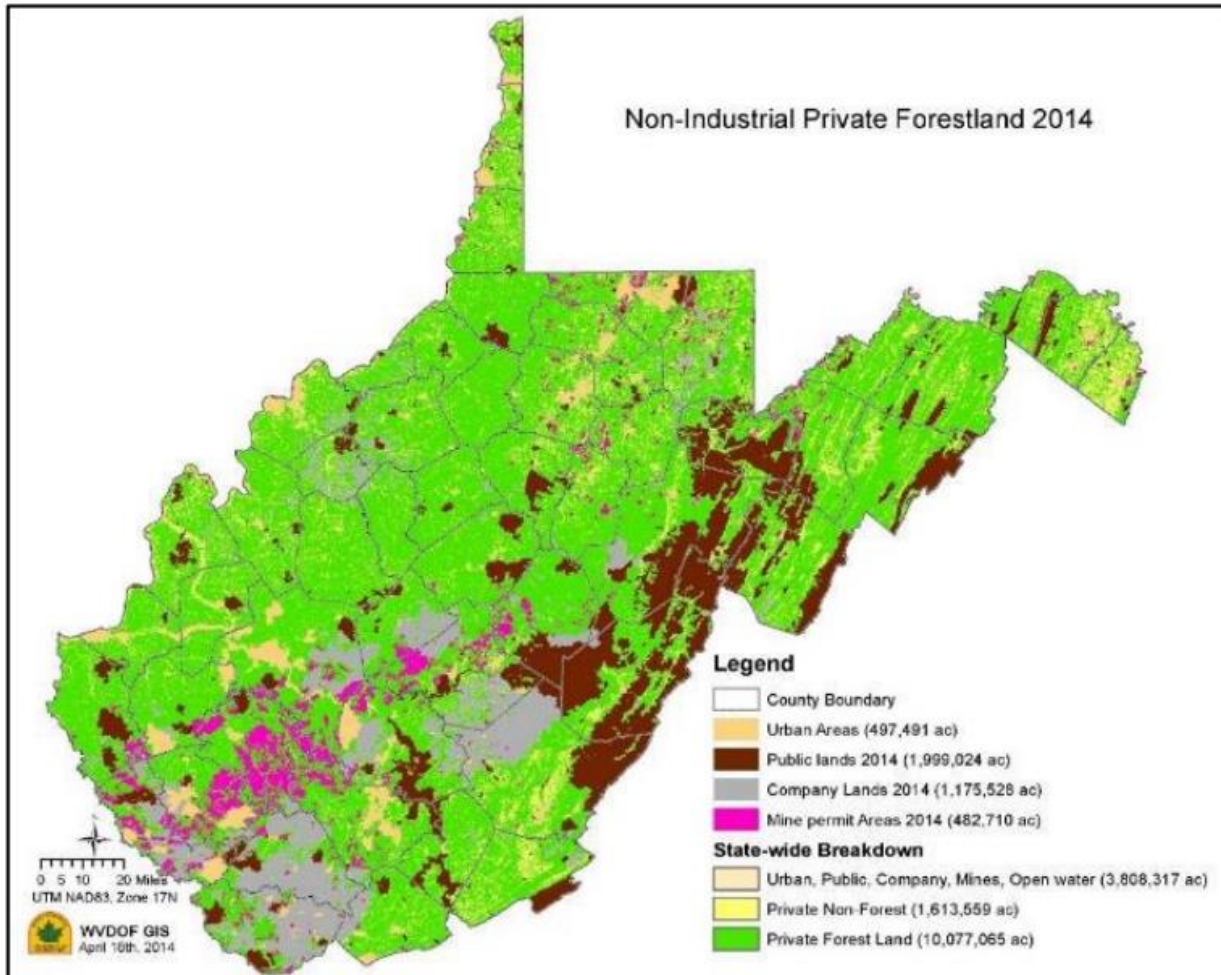 Non-Industrial Private Forestland 2014
Legend
County Boundary
Urban Areas (497,491 ac)
Public lands 2014 (1,999,024 ac)
Company Lands 2014 (1,175,528 ac)
Mine permit Areas 2014 (482,710 ac)
State-wide Breakdown
Urban, Public, Company, Mines, Open water (3,808,317 ac)
Private Non-Forest (1,613,559 ac)
Private Forest Land (10,077,065 ac)
0 5 10 20 Miles
UTM NAD83, Zone 17N
WVDOF GIS
April 16th, 2014